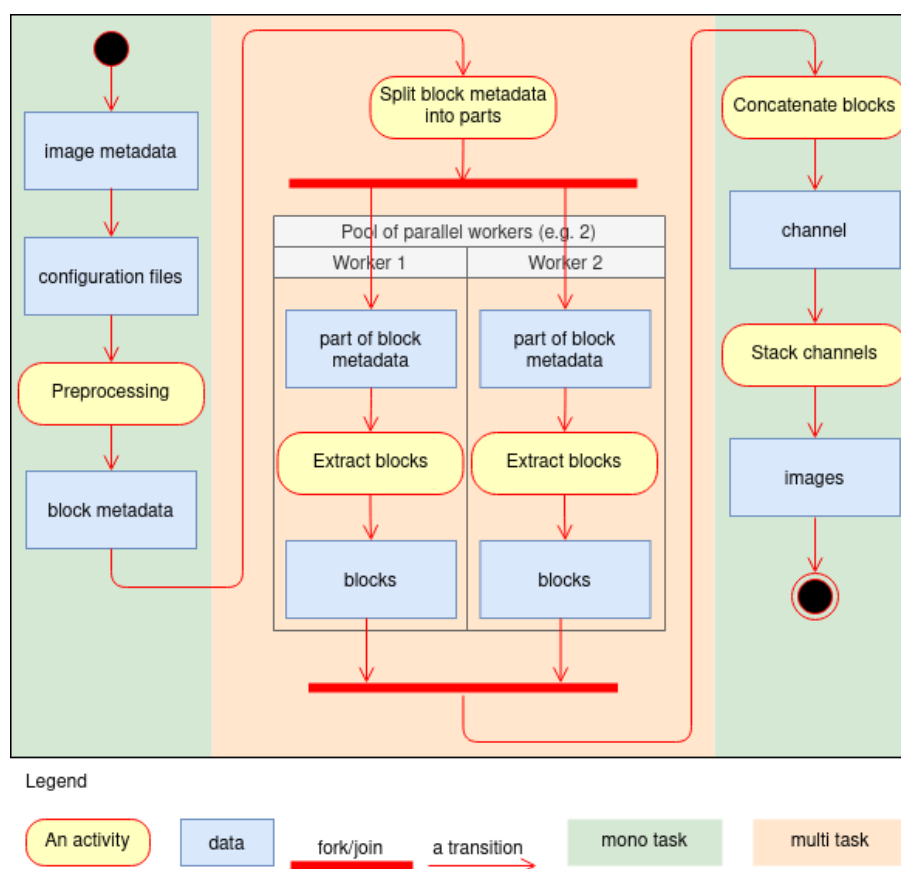 image metadata
configuration files
Preprocessing
block metadata
Split block metadata
into parts
Pool of parallel workers (e.g. 2)
Worker 1
Worker 2
part of block
metadata
part of block
metadata
Extract blocks
Extract blocks
blocks
blocks
Concatenate blocks
channel
Stack channels
images
Legend
An activity
data
fork/join
a transition
mono task
multi task